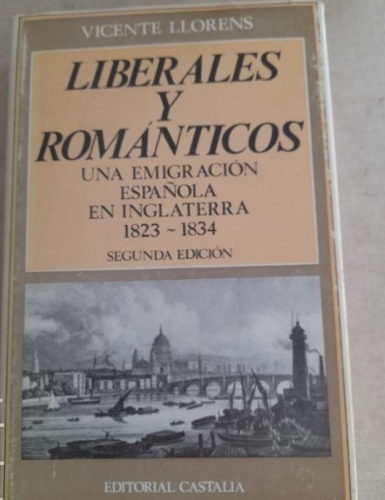 VICENTE LLORENS
LIBERALES
Y
ROMÁNTICOS
UNA EMIGRACIÓN
ESPAÑOLA
EN INGLATERRA
1823 ~ 1834
SEGUNDA EDICIÓN
EDITORIAL CASTALIA